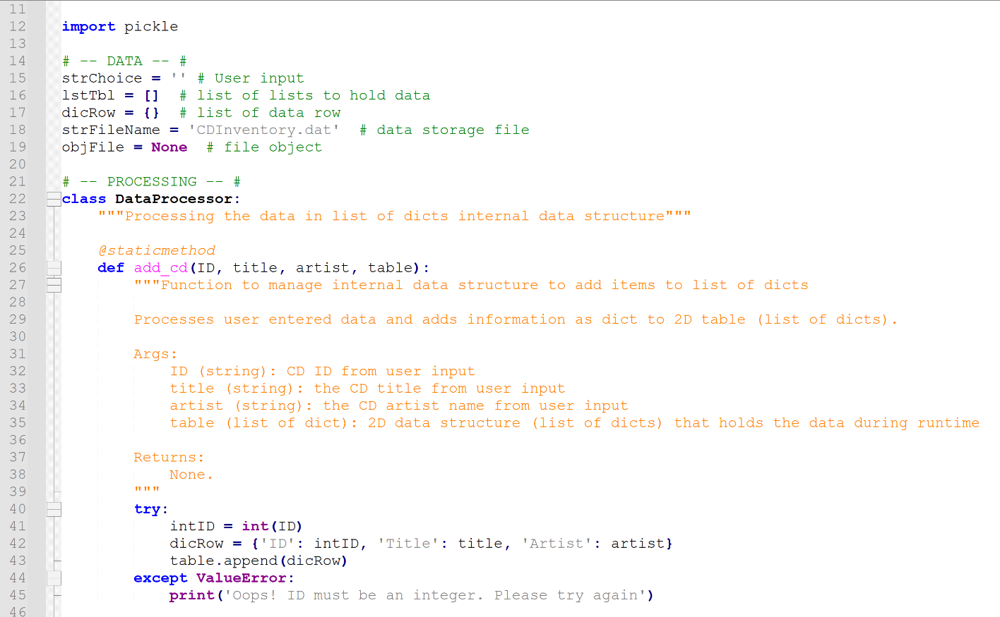 11
12 import pickle
13
14 # -- DATA -- #
15 strChoice = '' # User input
16 lstTbl = []  # list of lists to hold data
17 dicRow = {}  # list of data row
18 strFileName = 'CDInventory.dat'  # data storage file
19 objFile = None  # file object
20
21 # -- PROCESSING -- #
22 class DataProcessor:
23     """Processing the data in list of dicts internal data structure"""
24
25     @staticmethod
26     def add_cd(ID, title, artist, table):
27         """Function to manage internal data structure to add items to list of dicts
28
29         Processes user entered data and adds information as dict to 2D table (list of dicts).
30
31         Args:
32             ID (string): CD ID from user input
33             title (string): the CD title from user input
34             artist (string): the CD artist name from user input
35             table (list of dict): 2D data structure (list of dicts) that holds the data during runtime
36
37         Returns:
38             None.
39         """
40         try:
41             intID = int(ID)
42             dicRow = {'ID': intID, 'Title': title, 'Artist': artist}
43             table.append(dicRow)
44         except ValueError:
45             print('Oops! ID must be an integer. Please try again')
46